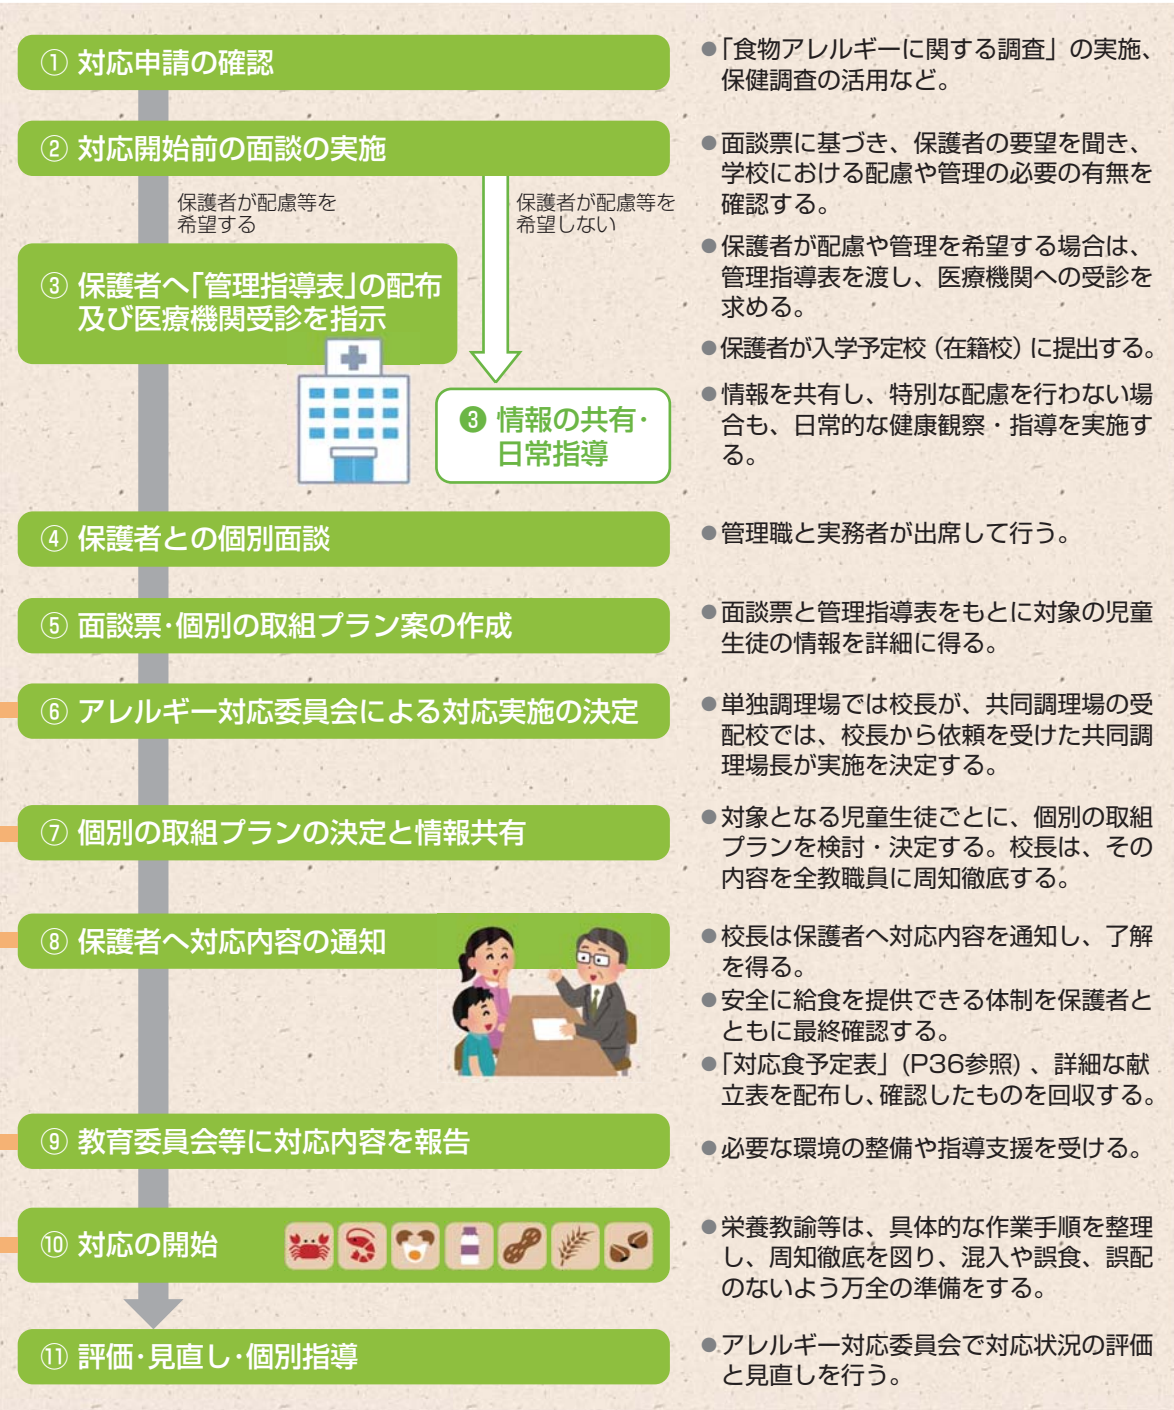 ① 対応申請の確認
●「食物アレルギーに関する調査」の実施、
保健調査の活用など。
② 対応開始前の面談の実施
●面談票に基づき、保護者の要望を聞き、
学校における配慮や管理の必要の有無を
確認する。
保護者が配慮等を
希望する
保護者が配慮等を
希望しない
③ 保護者へ「管理指導表」の配布
及び医療機関受診を指示
●保護者が配慮や管理を希望する場合は、
管理指導表を渡し、医療機関への受診を
求める。
●保護者が入学予定校（在籍校）に提出する。
❸ 情報の共有・
日常指導
●情報を共有し、特別な配慮を行わない場
合も、日常的な健康観察・指導を実施す
る。
④ 保護者との個別面談
●管理職と実務者が出席して行う。
⑤ 面談票・個別の取組プラン案の作成
●面談票と管理指導表をもとに対象の児童
生徒の情報を詳細に得る。
⑥ アレルギー対応委員会による対応実施の決定
●単独調理場では校長が、共同調理場の受
配校では、校長から依頼を受けた共同調
理場長が実施を決定する。
⑦ 個別の取組プランの決定と情報共有
●対象となる児童生徒ごとに、個別の取組
プランを検討・決定する。校長は、その
内容を全教職員に周知徹底する。
⑧ 保護者へ対応内容の通知
●校長は保護者へ対応内容を通知し、了解
を得る。
●安全に給食を提供できる体制を保護者と
ともに最終確認する。
●「対応食予定表」(P36参照) 、詳細な献
立表を配布し、確認したものを回収する。
⑨ 教育委員会等に対応内容を報告
●必要な環境の整備や指導支援を受ける。
⑩ 対応の開始
●栄養教諭等は、具体的な作業手順を整理
し、周知徹底を図り、混入や誤食、誤配
のないよう万全の準備をする。
⑪ 評価・見直し・個別指導
●アレルギー対応委員会で対応状況の評価
と見直しを行う。